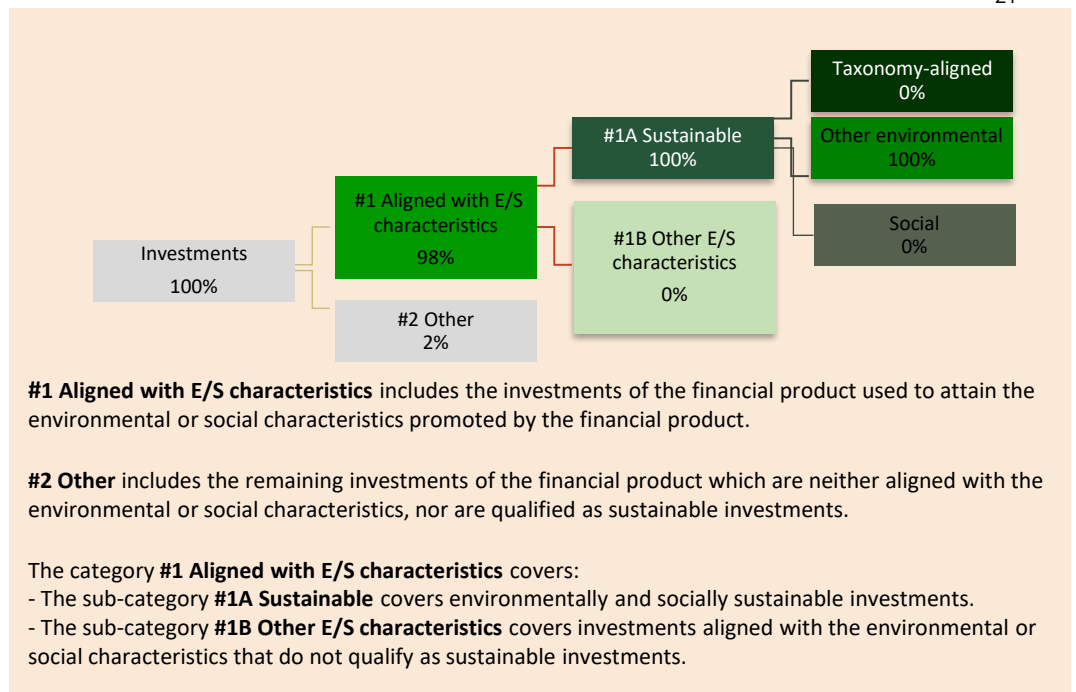 Taxonomy-aligned
0%
#1A Sustainable
100%
Other environmental
100%
#1 Aligned with E/S
characteristics
98%
Social
0%
#1B Other E/S
characteristics
0%
Investments
100%
#2 Other
2%
#1 Aligned with E/S characteristics includes the investments of the financial product used to attain the
environmental or social characteristics promoted by the financial product.
#2 Other includes the remaining investments of the financial product which are neither aligned with the
environmental or social characteristics, nor are qualified as sustainable investments.
The category #1 Aligned with E/S characteristics covers:
- The sub-category #1A Sustainable covers environmentally and socially sustainable investments.
- The sub-category #1B Other E/S characteristics covers investments aligned with the environmental or
social characteristics that do not qualify as sustainable investments.